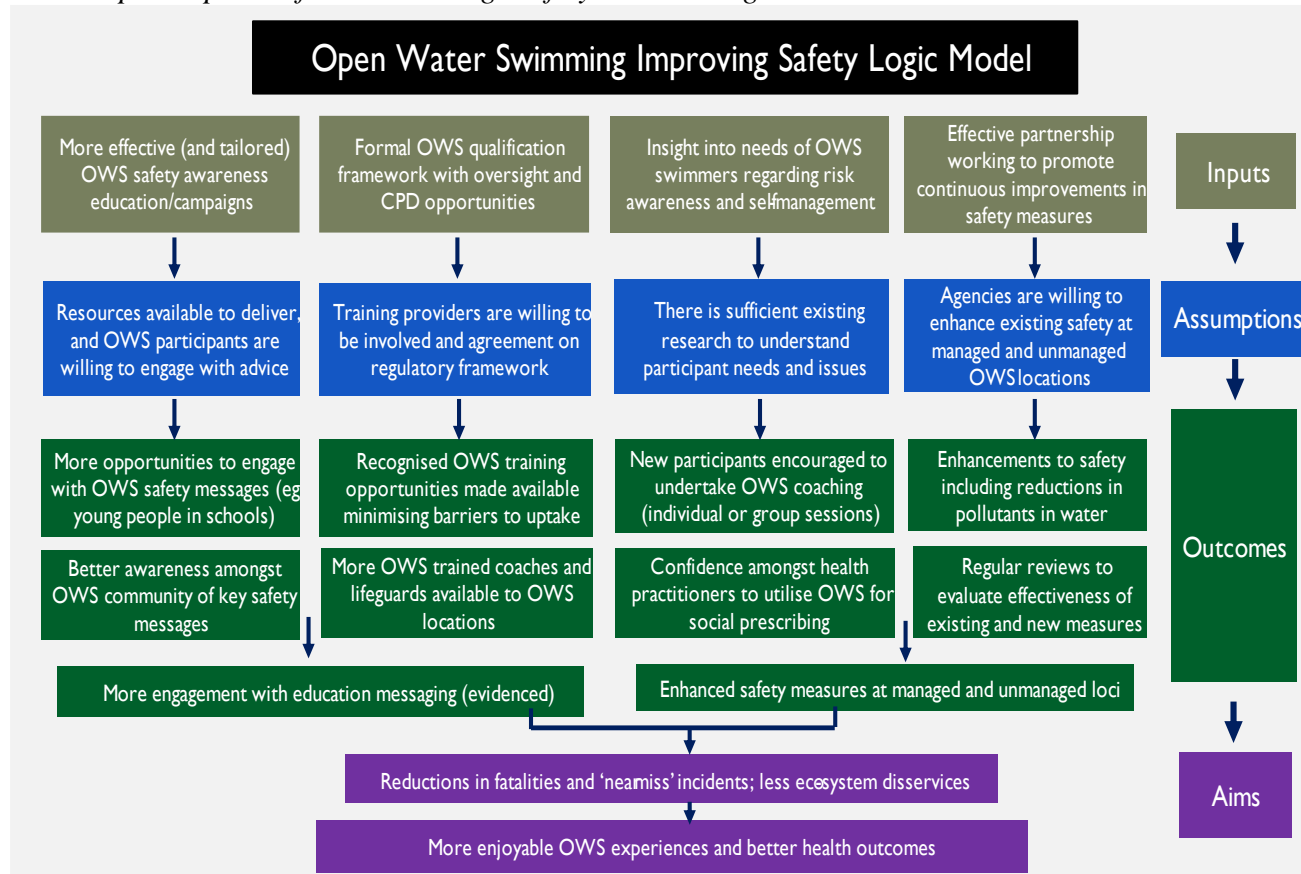 Open Water Swimming Improving Safety Logic Model
More effective (and tailored)
OWS safety awareness
education/campaigns
Formal OWS qualification
framework with oversight and
CPD opportunities
Insight into needs of OWS
swimmers regarding risk
awareness and self-management
Effective partnership
working to promote
continuous improvements in
safety measures
Inputs
Resources available to deliver,
and OWS participants are
willing to engage with advice
Training providers are willing to
be involved and agreement on
regulatory framework
There is sufficient existing
research to understand
participant needs and issues
Agencies are willing to
enhance existing safety at
managed and unmanaged
OWS locations
Assumptions
More opportunities to engage
with OWS safety messages (eg
young people in schools)
Recognised OWS training
opportunities made available
minimising barriers to uptake
New participants encouraged to
undertake OWS coaching
(individual or group sessions)
Enhancements to safety
including reductions in
pollutants in water
Outcomes
Better awareness amongst
OWS community of key safety
messages
More OWS trained coaches and
lifeguards available to OWS
locations
Confidence amongst health
practitioners to utilise OWS for
social prescribing
Regular reviews to
evaluate effectiveness of
existing and new measures
More engagement with education messaging (evidenced)
Enhanced safety measures at managed and unmanaged loci
Reductions in fatalities and ‘nearmiss’ incidents; less eco-system disservices
Aims
More enjoyable OWS experiences and better health outcomes